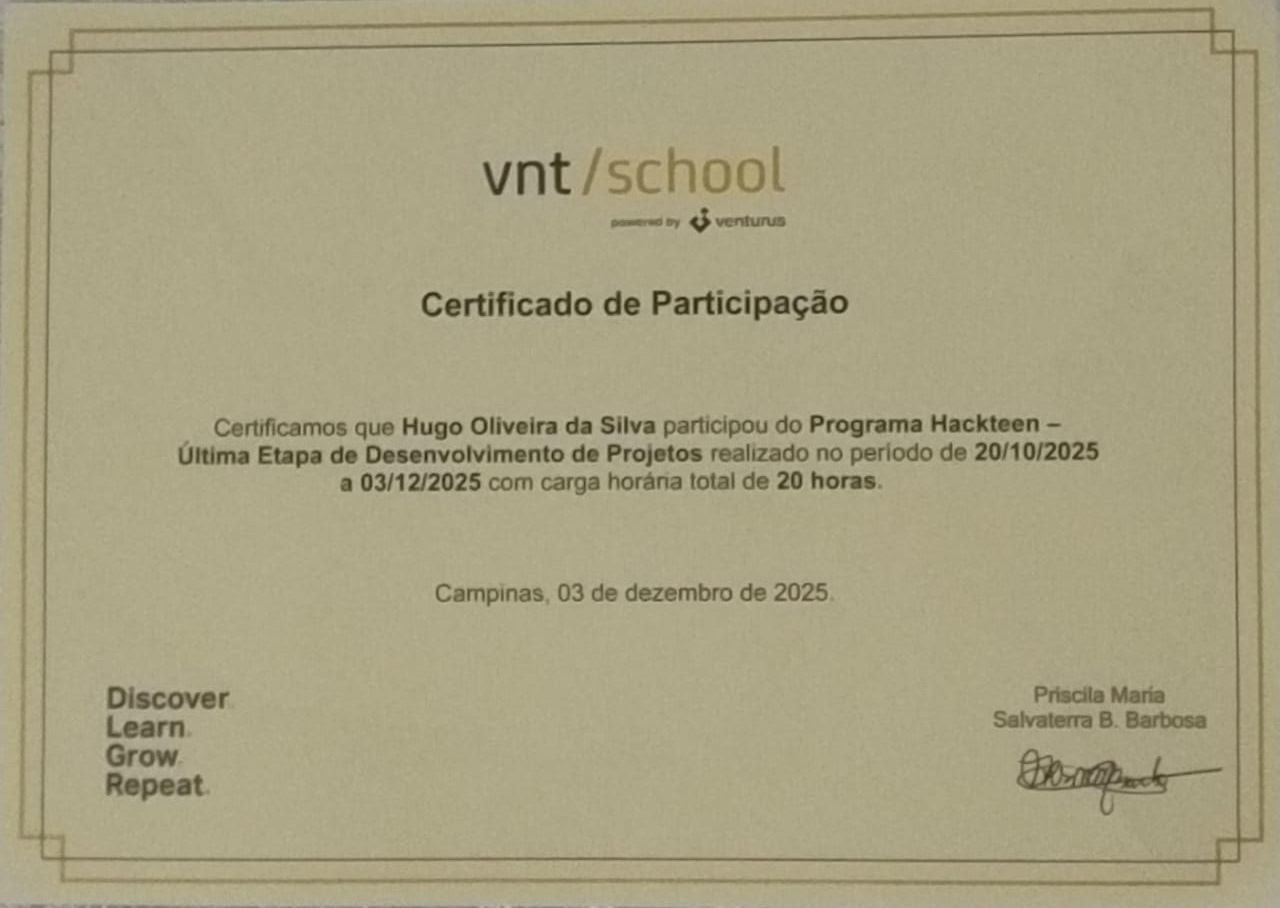 vnt/school
powered by venturus
Certificado de Participação
Certificamos que Hugo Oliveira da Silva participou do Programa Hackteen –
Última Etapa de Desenvolvimento de Projetos realizado no período de 20/10/2025
a 03/12/2025 com carga horária total de 20 horas.
Campinas, 03 de dezembro de 2025.
Discover.
Learn.
Grow.
Repeat.
Priscila Maria
Salvaterra B. Barbosa